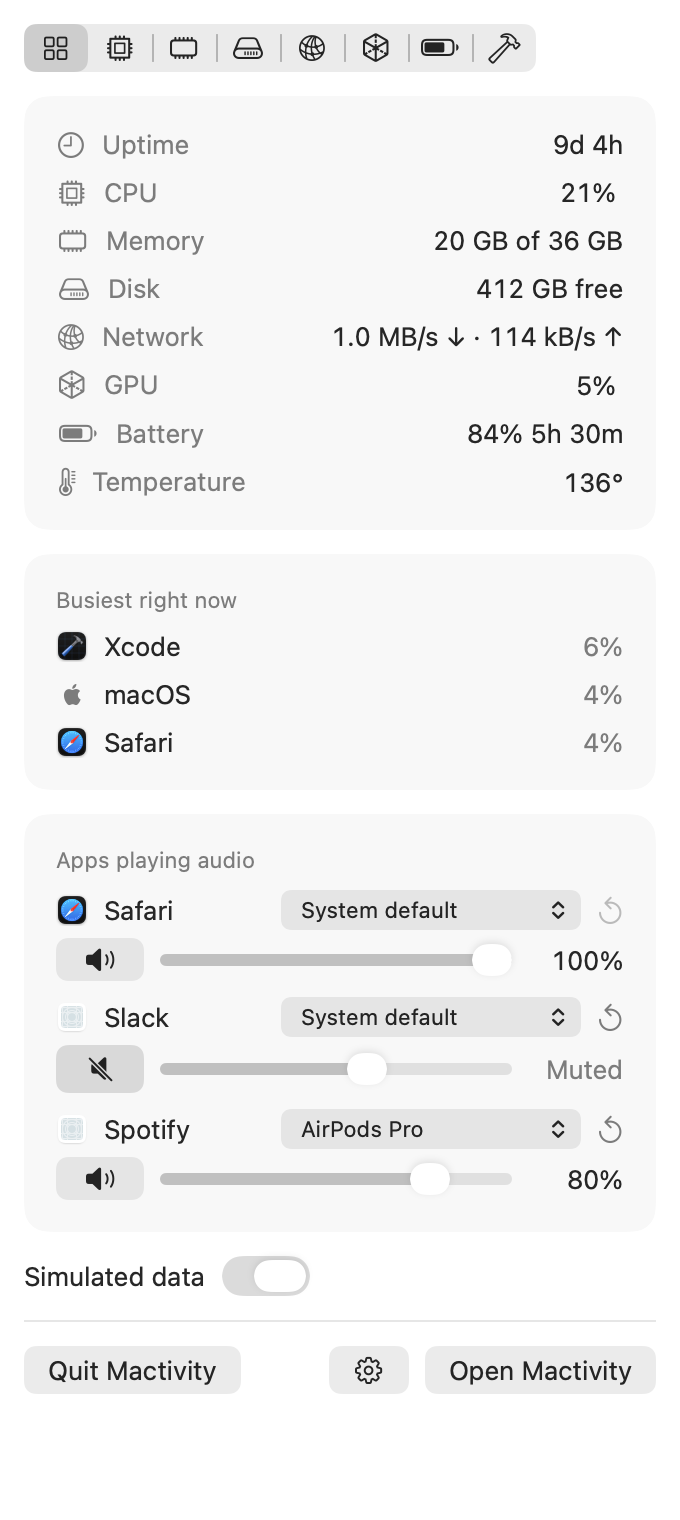 Uptime 9d 4h
CPU 21%
Memory 20 GB of 36 GB
Disk 412 GB free
Network 1.0 MB/s ↓ · 114 kB/s ↑
GPU 5%
Battery 84% 5h 30m
Temperature 136°
Busiest right now
Xcode 6%
macOS 4%
Safari 4%
Apps playing audio
Safari System default
100%
Slack System default
Muted
Spotify AirPods Pro
80%
Simulated data
Quit Mactivity Open Mactivity